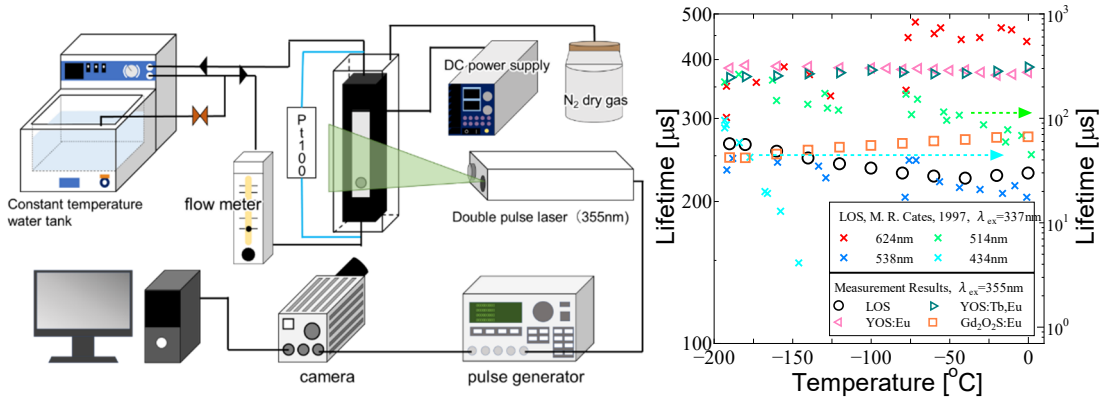 DC power supply
N₂ dry gas
Pt100
Constant temperature
water tank
flow meter
Double pulse laser（355nm）
camera
pulse generator
500
400
300
200
100
Lifetime [μs]
10³
10²
10¹
10⁰
Lifetime [μs]
LOS, M. R. Cates, 1997, λ ex=337nm
624nm 514nm
538nm 434nm
Measurement Results, λ ex=355nm
LOS YOS:Tb,Eu
YOS:Eu Gd₂O₂S:Eu
−200 −150 −100 −50 0
Temperature [°C]